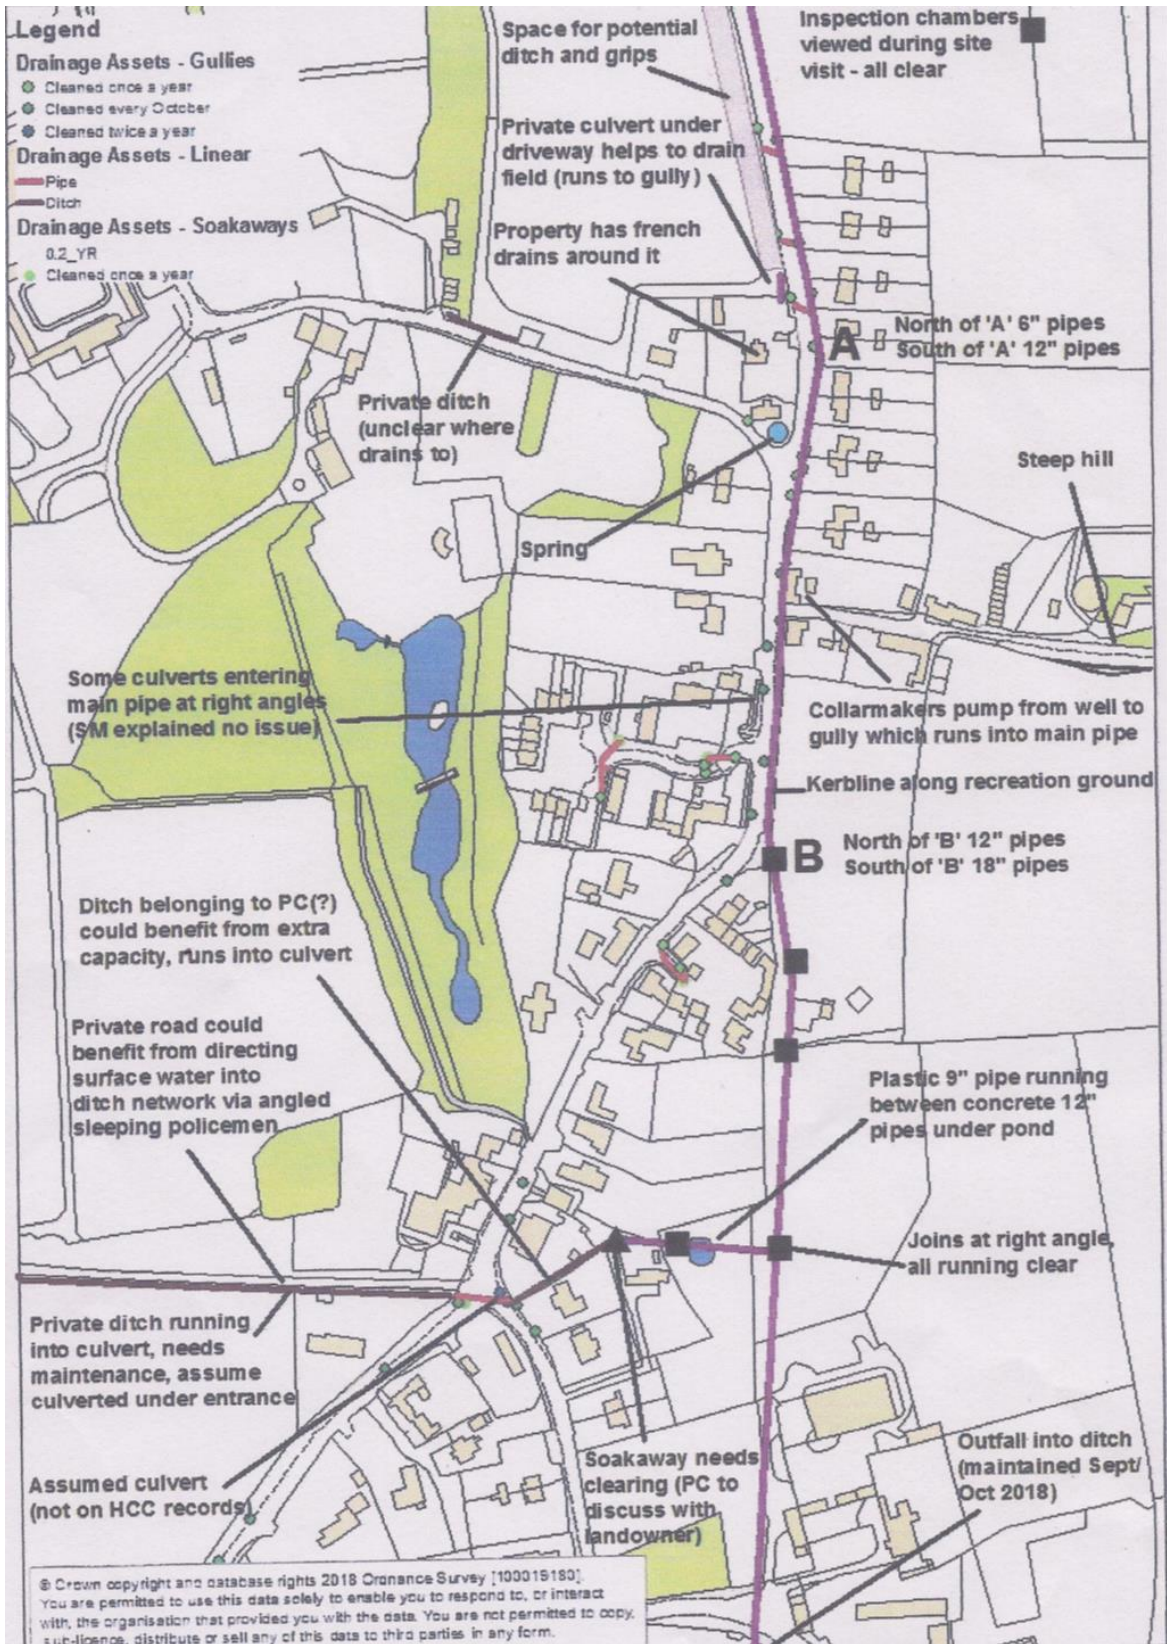 Legend
Drainage Assets - Gullies
Cleaned once a year
Cleaned every October
Cleaned twice a year
Drainage Assets - Linear
Pipe
Ditch
Drainage Assets - Soakaways
0.2_YR
Cleaned once a year
Space for potential
ditch and grips
Inspection chambers
viewed during site
visit - all clear
Private culvert under
driveway helps to drain
field (runs to gully)
Property has french
drains around it
A
North of 'A' 6" pipes
South of 'A' 12" pipes
Private ditch
(unclear where
drains to)
Steep hill
Spring
Some culverts entering
main pipe at right angles
(SM explained no issue)
Collarmakers pump from well to
gully which runs into main pipe
Kerbline along recreation ground
B
North of 'B' 12" pipes
South of 'B' 18" pipes
Ditch belonging to PC(?)
could benefit from extra
capacity, runs into culvert
Private road could
benefit from directing
surface water into
ditch network via angled
sleeping policemen
Plastic 9" pipe running
between concrete 12"
pipes under pond
Joins at right angle,
all running clear
Private ditch running
into culvert, needs
maintenance, assume
culverted under entrance
Assumed culvert
(not on HCC records)
Soakaway needs
clearing (PC to
discuss with
landowner)
Outfall into ditch
(maintained Sept/
Oct 2018)
© Crown copyright and database rights 2018 Ordnance Survey [100019180].
You are permitted to use this data solely to enable you to respond to, or interact
with, the organisation that provided you with the data. You are not permitted to copy,
sub-licence, distribute or sell any of this data to third parties in any form.